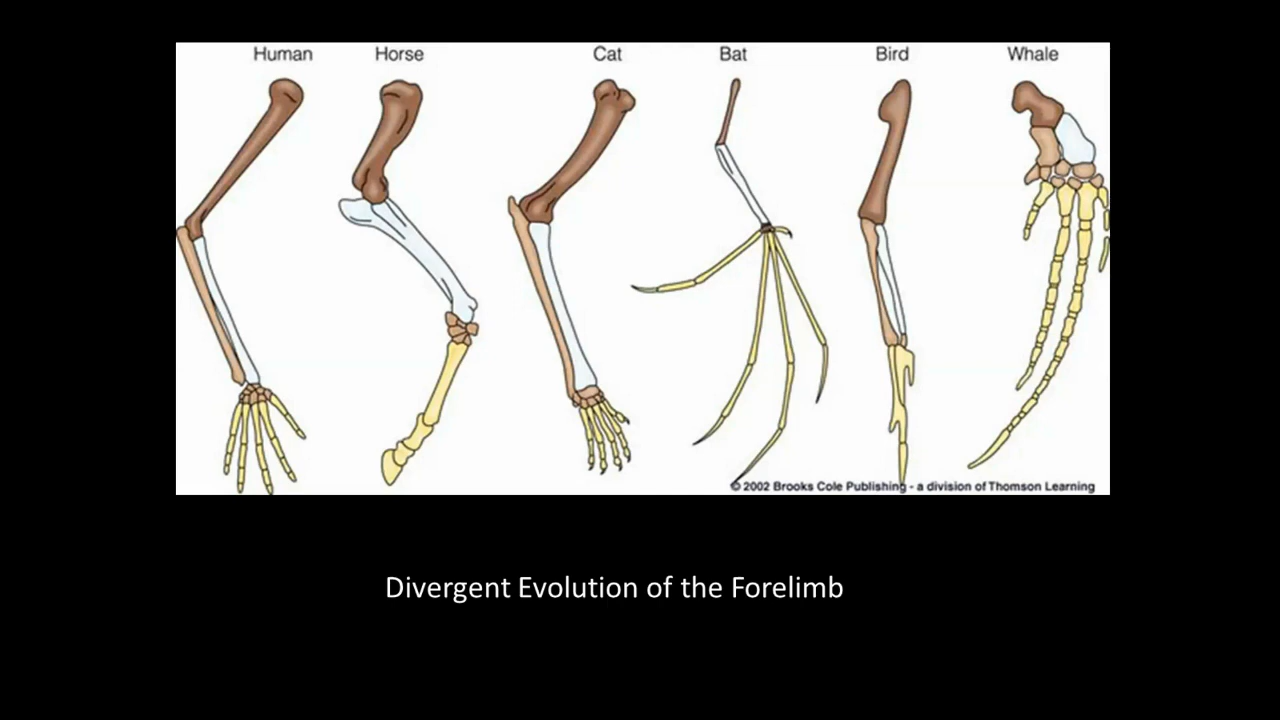 Human Horse Cat Bat Bird Whale
© 2002 Brooks Cole Publishing - a division of Thomson Learning
Divergent Evolution of the Forelimb